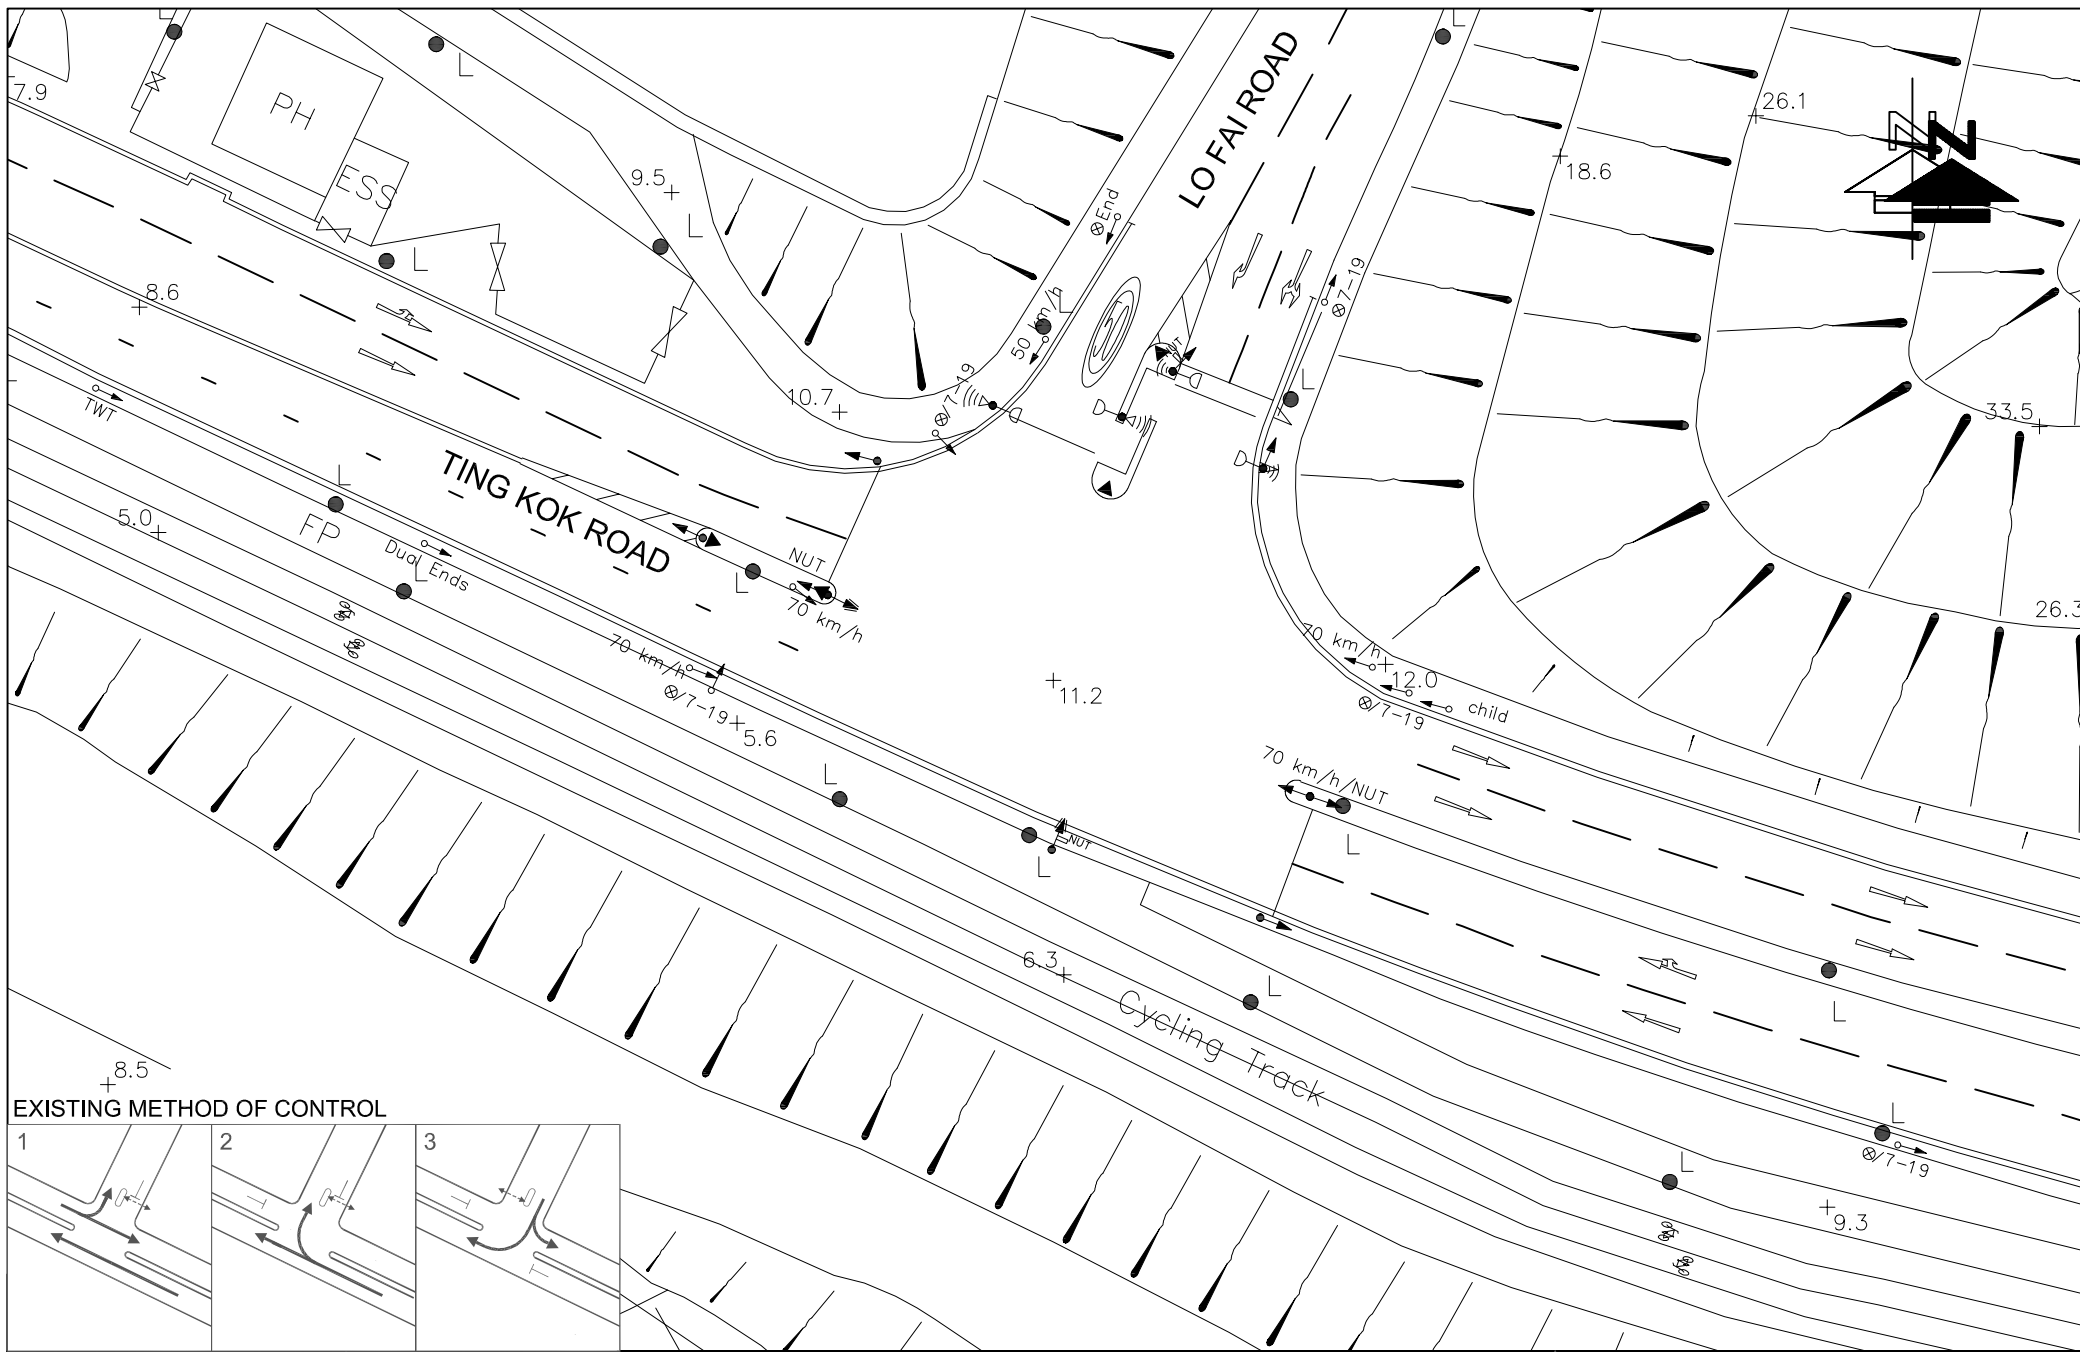 L
L
7.9
PH
ESS
9.5
L
L
8.6
10.7
⊗/7-19
50 km/h
L
⊗End
50
LO FAI ROAD
L
NUT
⊗7-19
L
26.1
18.6
N
33.5
26.3
TWT
5.0
L
FP
L
Dual Ends
TING KOK ROAD
NUT
L
70 km/h
70 km/h
⊗/7-19
5.6
11.2
70 km/h
12.0
⊗/7-19
child
70 km/h/NUT
L
L
L
NUT
6.3
Cycling Track
L
L
L
⊗/7-19
L
9.3
8.5
EXISTING METHOD OF CONTROL
1
2
3